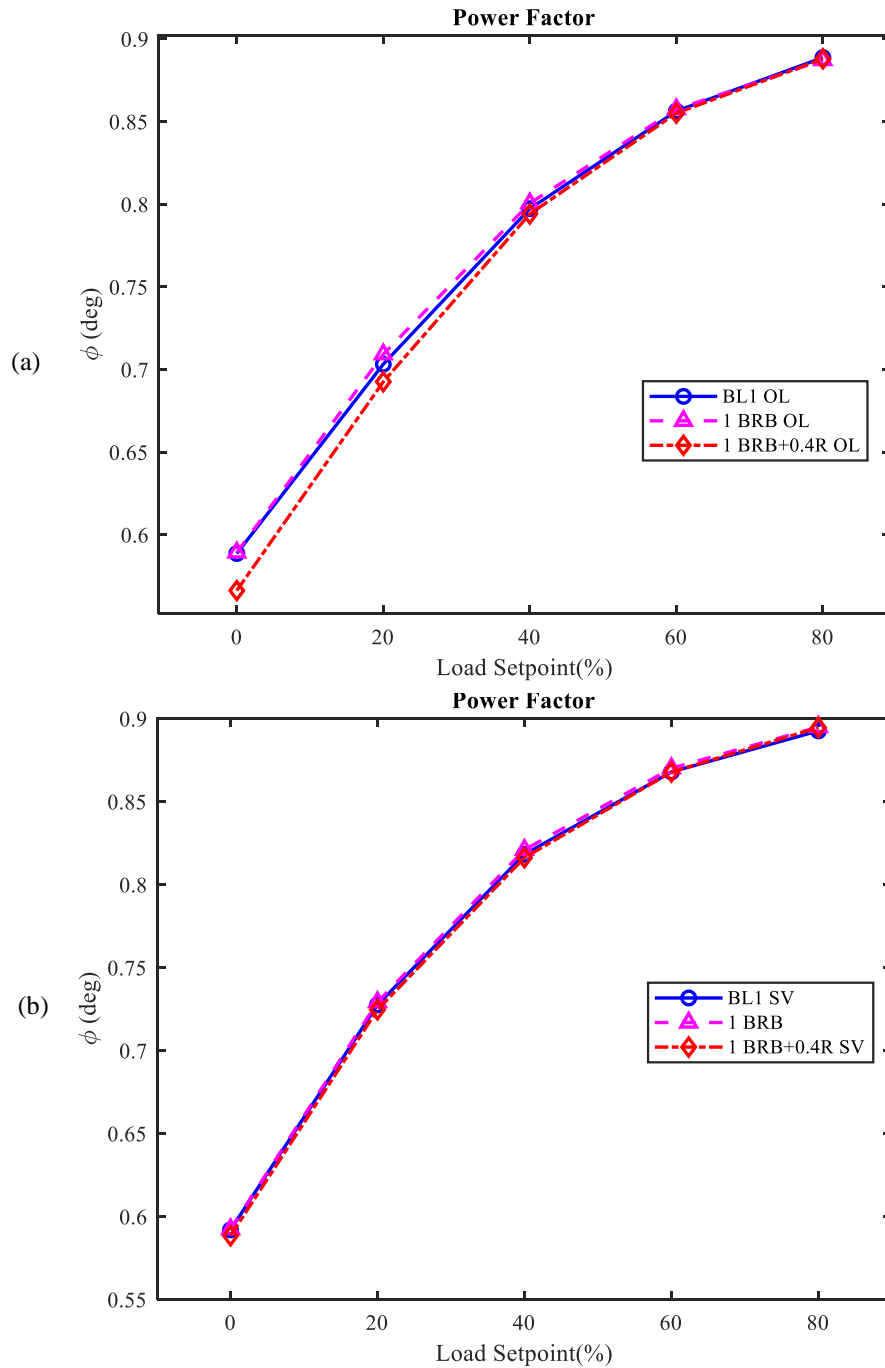 Power Factor
0.9
0.85
0.8
0.75
0.7
0.65
0.6
ϕ (deg)
(a)
BL1 OL
1 BRB OL
1 BRB+0.4R OL
0 20 40 60 80
Load Setpoint(%)
Power Factor
0.9
0.85
0.8
0.75
0.7
0.65
0.6
0.55
ϕ (deg)
(b)
BL1 SV
1 BRB
1 BRB+0.4R SV
0 20 40 60 80
Load Setpoint(%)